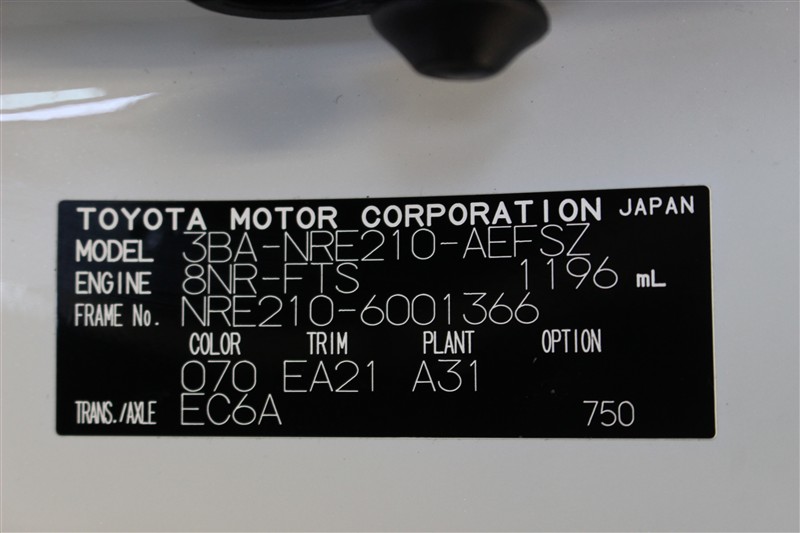 TOYOTA MOTOR CORPORATION JAPAN
MODEL 3BA-NRE210-AEFSZ
ENGINE 8NR-FTS 1196 mL
FRAME No. NRE210-6001366
COLOR TRIM PLANT OPTION
070 EA21 A31
TRANS./AXLE EC6A 750